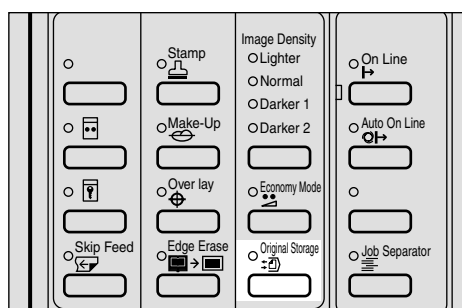 Stamp
Make-Up
Over lay
Skip Feed
Edge Erase
Image Density
Lighter
Normal
Darker 1
Darker 2
Economy Mode
Original Storage
On Line
Auto On Line
Job Separator